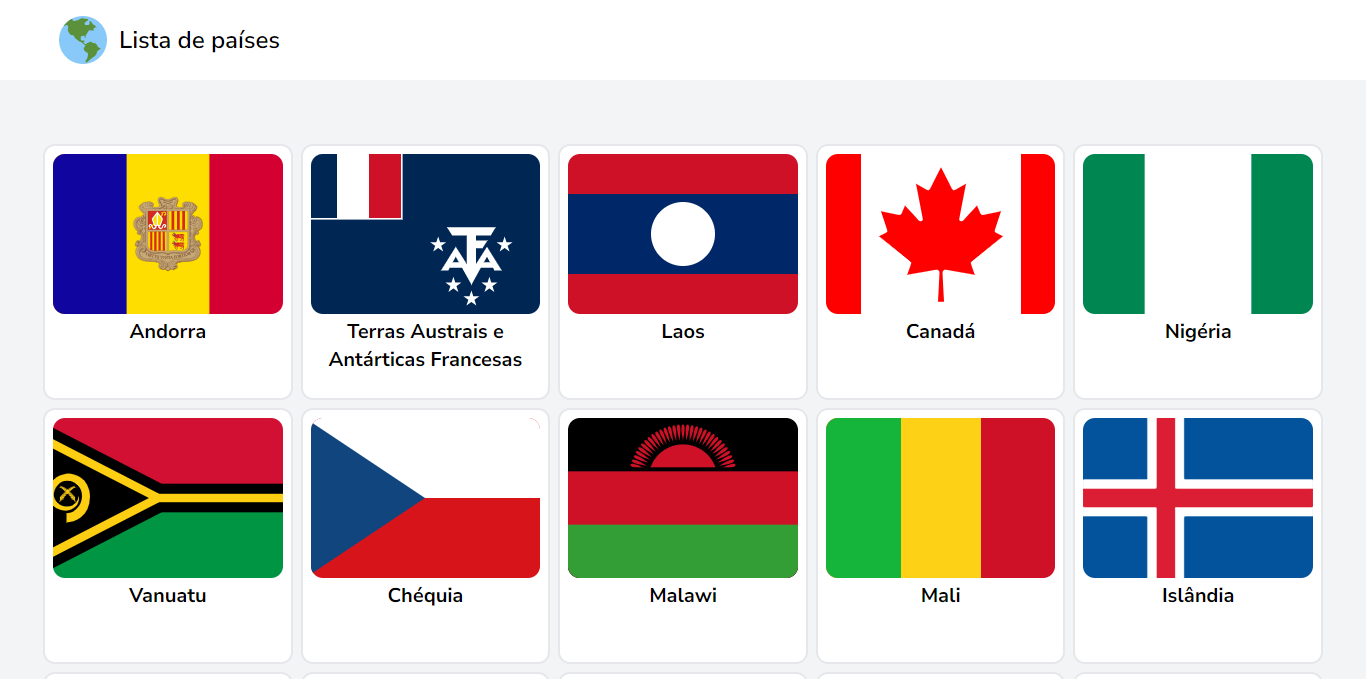 Lista de países
Andorra
Terras Austrais e
Antárticas Francesas
Laos
Canadá
Nigéria
Vanuatu
Chéquia
Malawi
Mali
Islândia